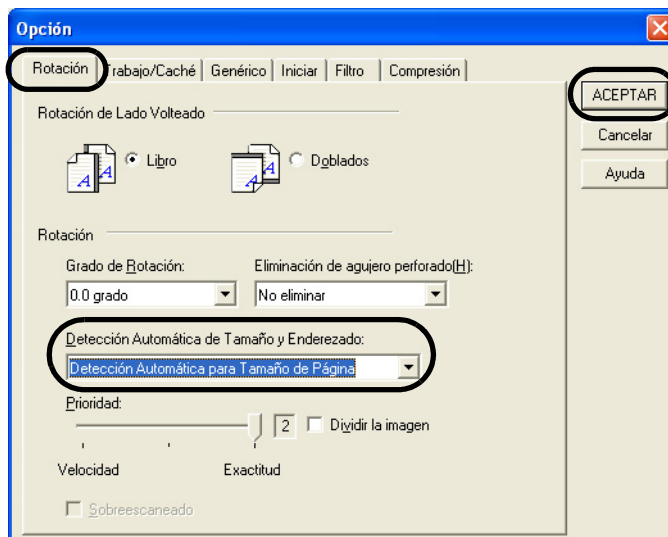 Opción
Rotación Trabajo/Caché Genérico Iniciar Filtro Compresión
ACEPTAR
Cancelar
Ayuda
Rotación de Lado Volteado
A A Libro A A Doblados
Rotación
Grado de Rotación: Eliminación de agujero perforado(H):
0.0 grado No eliminar
Detección Automática de Tamaño y Enderezado:
Detección Automática para Tamaño de Página
Prioridad:
2 Dividir la imagen
Velocidad Exactitud
Sobreescaneado